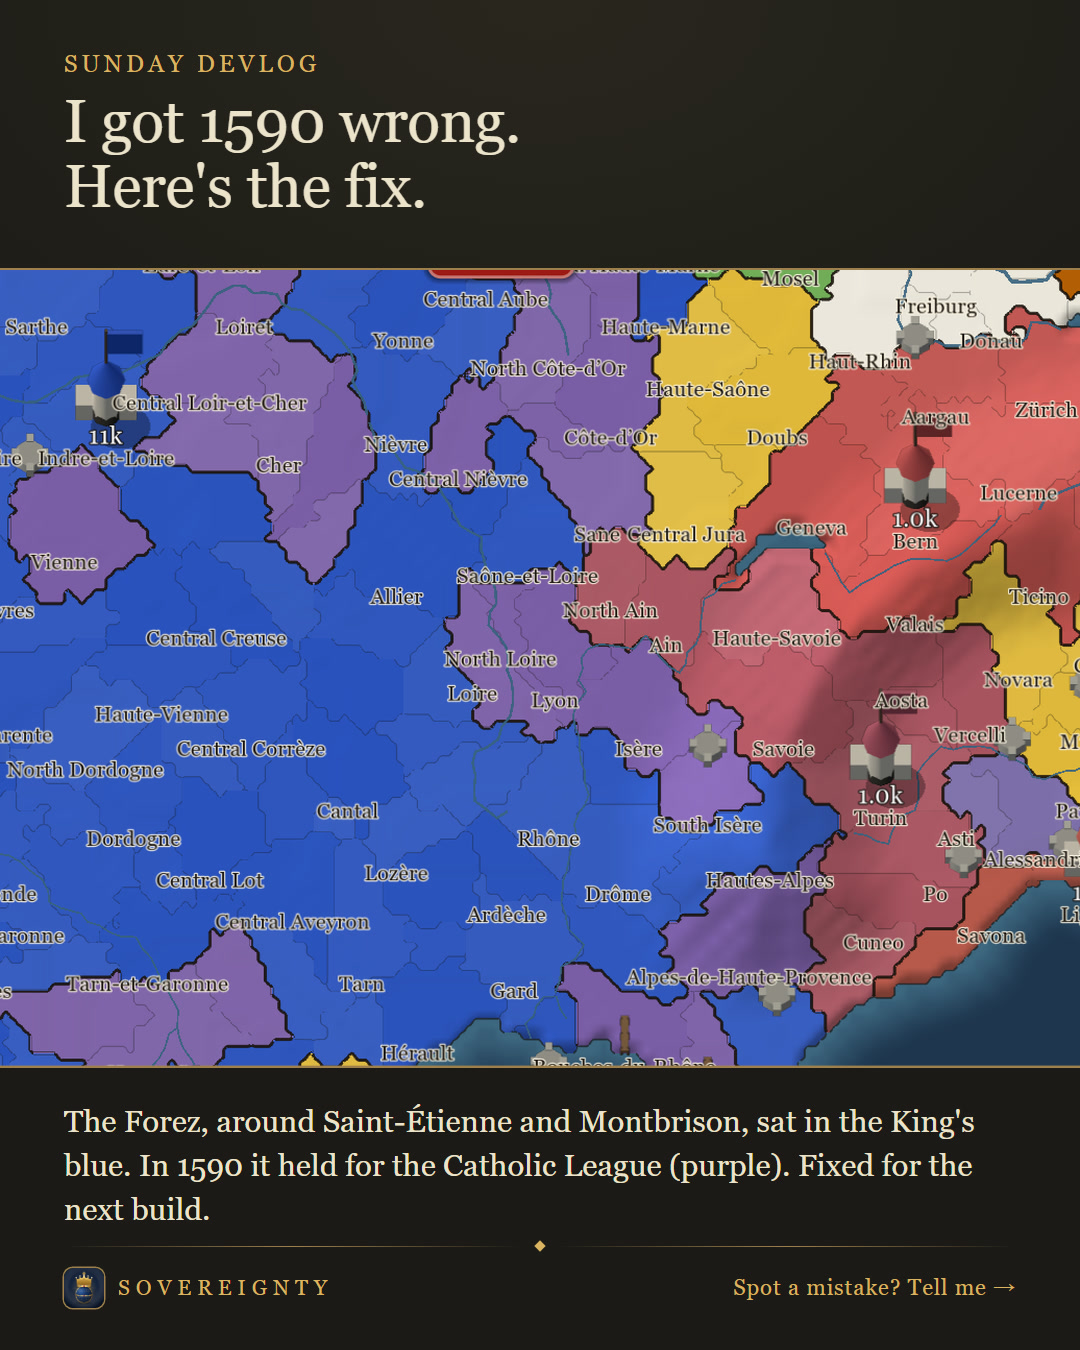 SUNDAY DEVLOG
I got 1590 wrong.
Here's the fix.
Mosel
Central Aube
Freiburg
Sarthe
Loiret
Haute-Marne
Yonne
Donau
Haut-Rhin
North Côte-d'Or
Haute-Saône
Central Loir-et-Cher
Zürich
Aargau
11k
Côte-d'Or
Doubs
Nièvre
Indre-et-Loire
Cher
Central Nièvre
Lucerne
1.0k
Geneva
Central Jura
Bern
Vienne
Saône-et-Loire
Allier
Ticino
North Ain
Valais
Central Creuse
Ain
Haute-Savoie
North Loire
Novara
Loire
Lyon
Aosta
Haute-Vienne
Vercelli
Central Corrèze
Isère
Savoie
North Dordogne
1.0k
Cantal
Turin
South Isère
Dordogne
Rhône
Asti
Lozère
Central Lot
Hautes-Alpes
Drôme
Po
Ardèche
Central Aveyron
Savona
Cuneo
Tarn-et-Garonne
Tarn
Gard
Alpes-de-Haute-Provence
Hérault
The Forez, around Saint-Étienne and Montbrison, sat in the King's
blue. In 1590 it held for the Catholic League (purple). Fixed for the
next build.
SOVEREIGNTY
Spot a mistake? Tell me →